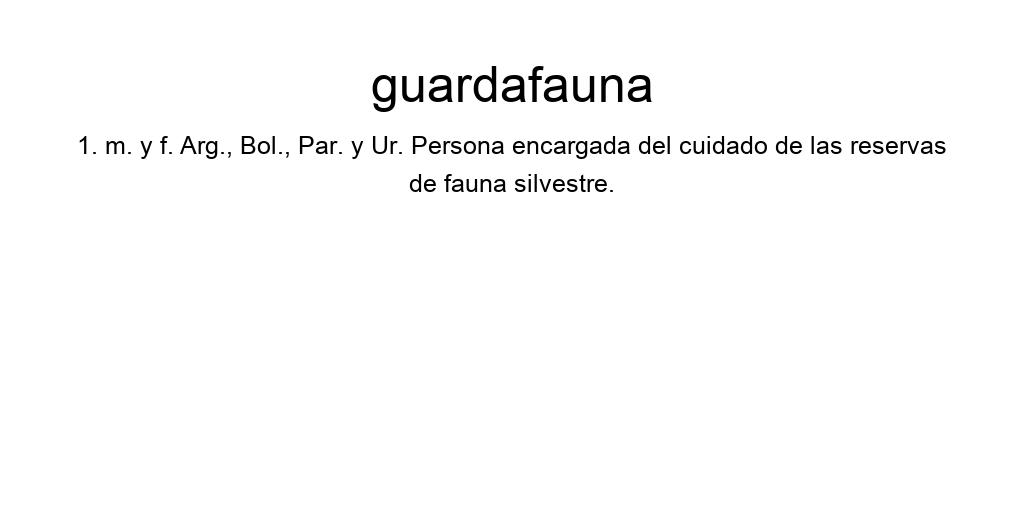 guardafauna
1. m. y f. Arg., Bol., Par. y Ur. Persona encargada del cuidado de las reservas
de fauna silvestre.